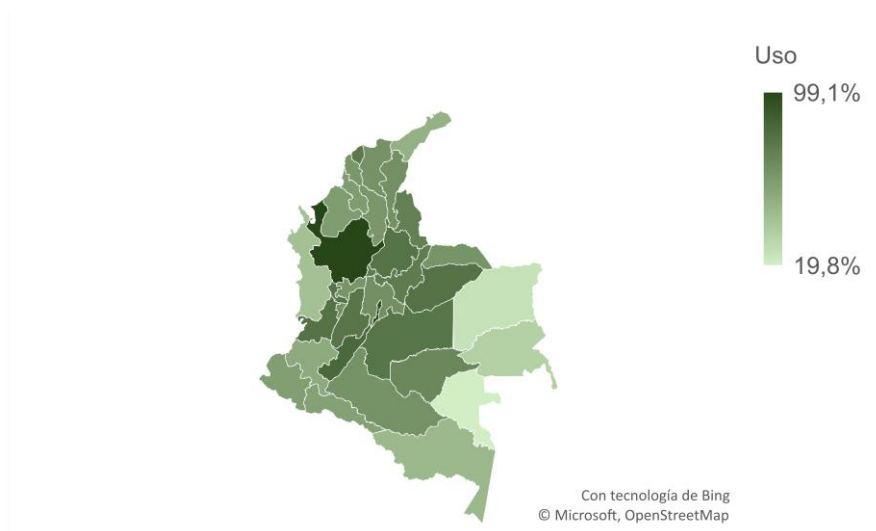 Uso
99,1%
19,8%
Con tecnología de Bing
© Microsoft, OpenStreetMap